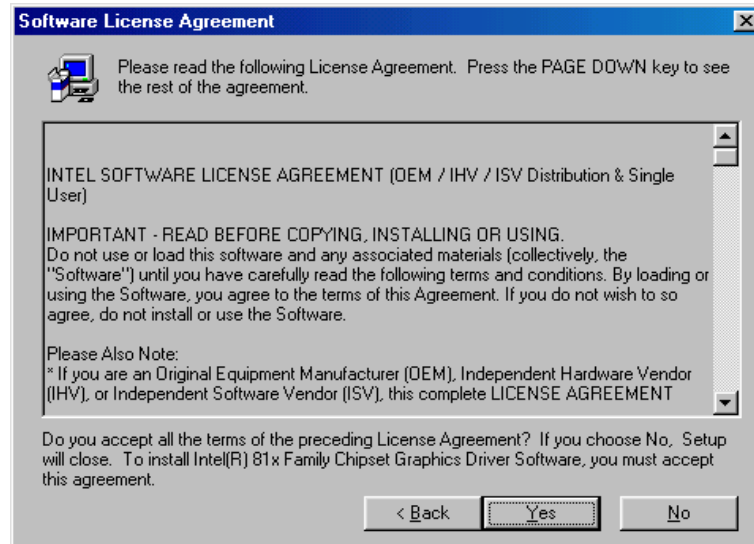 Software License Agreement
Please read the following License Agreement. Press the PAGE DOWN key to see
the rest of the agreement.
INTEL SOFTWARE LICENSE AGREEMENT (OEM / IHV / ISV Distribution & Single
User)
IMPORTANT - READ BEFORE COPYING, INSTALLING OR USING.
Do not use or load this software and any associated materials (collectively, the
"Software") until you have carefully read the following terms and conditions. By loading or
using the Software, you agree to the terms of this Agreement. If you do not wish to so
agree, do not install or use the Software.
Please Also Note:
* If you are an Original Equipment Manufacturer (OEM), Independent Hardware Vendor
(IHV), or Independent Software Vendor (ISV), this complete LICENSE AGREEMENT
Do you accept all the terms of the preceding License Agreement? If you choose No, Setup
will close. To install Intel(R) 81x Family Chipset Graphics Driver Software, you must accept
this agreement.
< Back Yes No